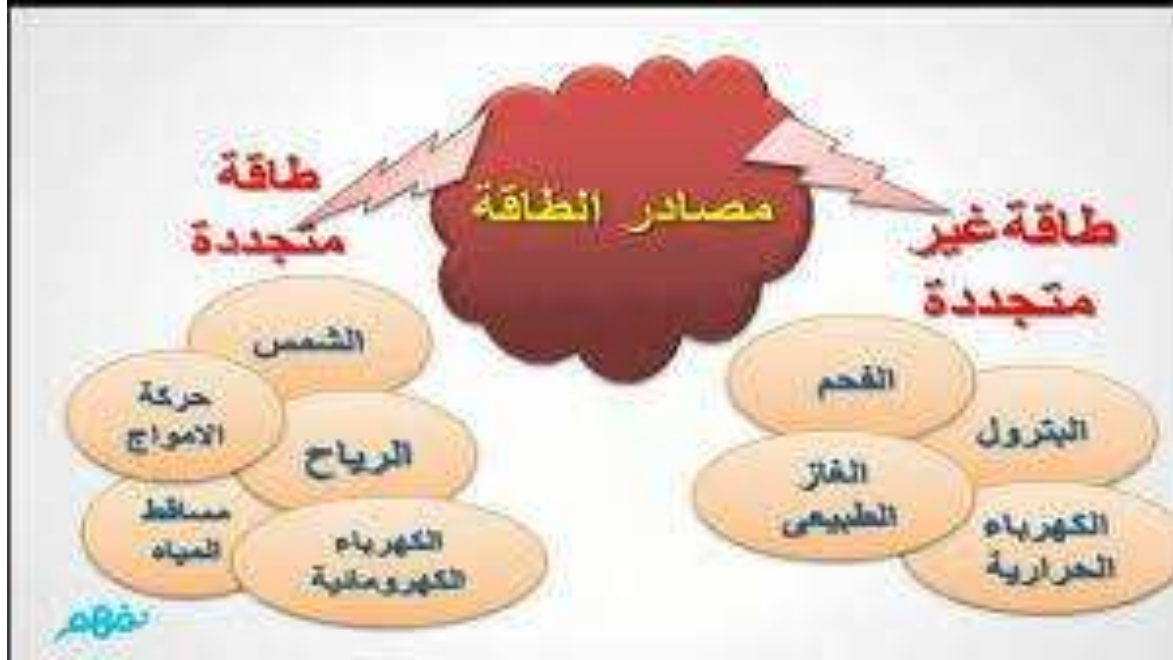 مصادر الطاقة
طاقة غير
متجددة
الفحم
البترول
الغاز
الطبيعى
الكهرباء
الحرارية
طاقة
متجددة
الشمس
حركة
الامواج
الرياح
مساقط
المياه
الكهرباء
الكهرومائية
نفهم